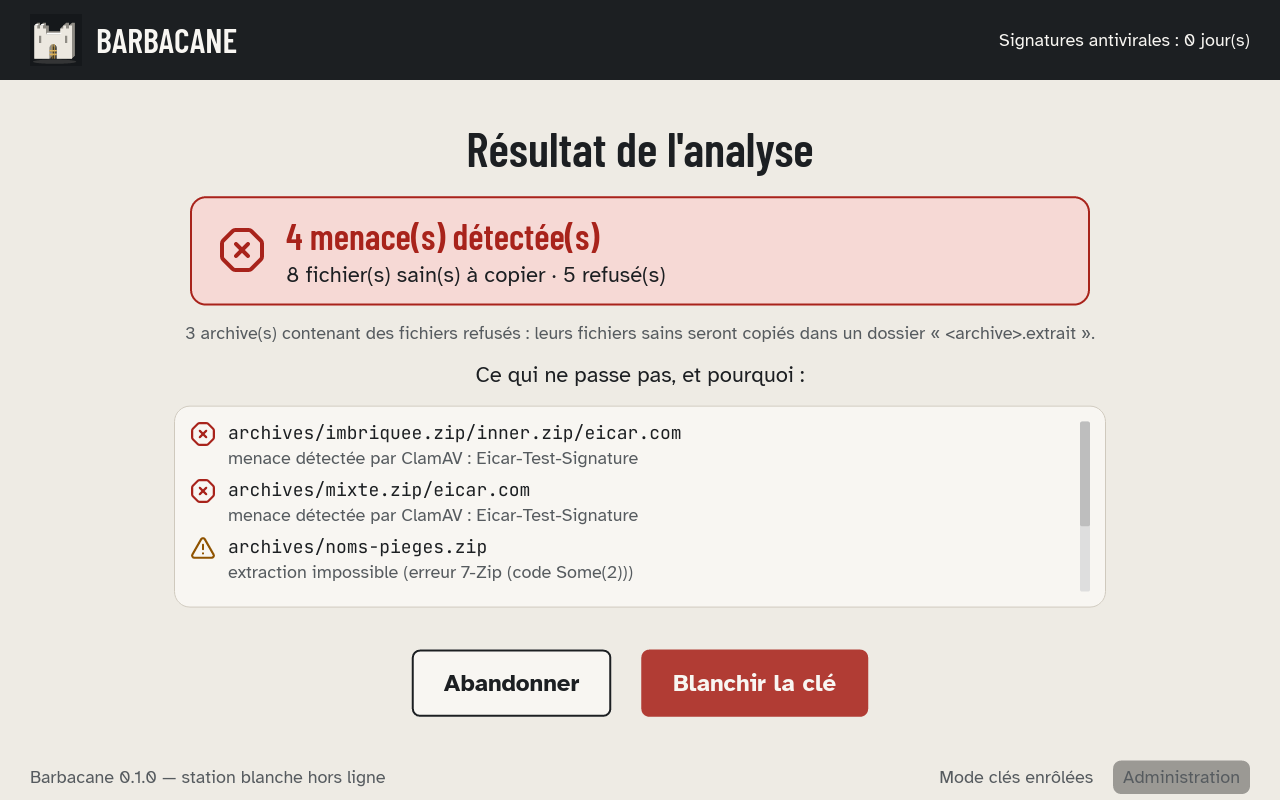 BARBACANE
Signatures antivirales : 0 jour(s)
Résultat de l'analyse
4 menace(s) détectée(s)
8 fichier(s) sain(s) à copier · 5 refusé(s)
3 archive(s) contenant des fichiers refusés : leurs fichiers sains seront copiés dans un dossier « <archive>.extrait ».
Ce qui ne passe pas, et pourquoi :
archives/imbriquee.zip/inner.zip/eicar.com
menace détectée par ClamAV : Eicar-Test-Signature
archives/mixte.zip/eicar.com
menace détectée par ClamAV : Eicar-Test-Signature
archives/noms-pieges.zip
extraction impossible (erreur 7-Zip (code Some(2)))
Abandonner
Blanchir la clé
Barbacane 0.1.0 — station blanche hors ligne
Mode clés enrôlées
Administration